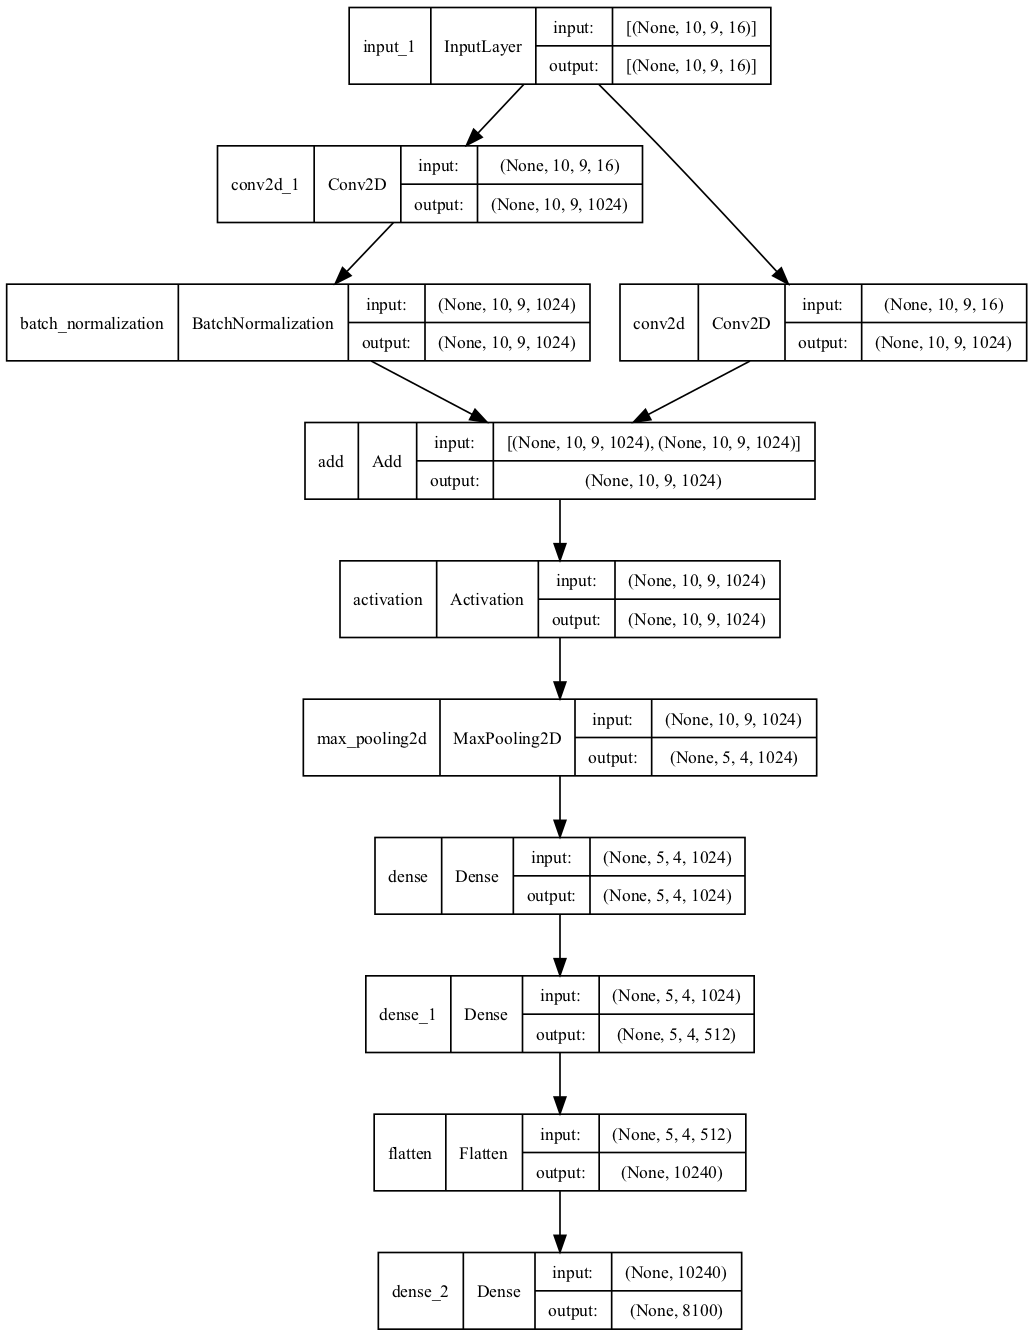 input_1 InputLayer input: [(None, 10, 9, 16)]
output: [(None, 10, 9, 16)]
conv2d_1 Conv2D input: (None, 10, 9, 16)
output: (None, 10, 9, 1024)
batch_normalization BatchNormalization input: (None, 10, 9, 1024)
output: (None, 10, 9, 1024)
conv2d Conv2D input: (None, 10, 9, 16)
output: (None, 10, 9, 1024)
add Add input: [(None, 10, 9, 1024), (None, 10, 9, 1024)]
output: (None, 10, 9, 1024)
activation Activation input: (None, 10, 9, 1024)
output: (None, 10, 9, 1024)
max_pooling2d MaxPooling2D input: (None, 10, 9, 1024)
output: (None, 5, 4, 1024)
dense Dense input: (None, 5, 4, 1024)
output: (None, 5, 4, 1024)
dense_1 Dense input: (None, 5, 4, 1024)
output: (None, 5, 4, 512)
flatten Flatten input: (None, 5, 4, 512)
output: (None, 10240)
dense_2 Dense input: (None, 10240)
output: (None, 8100)